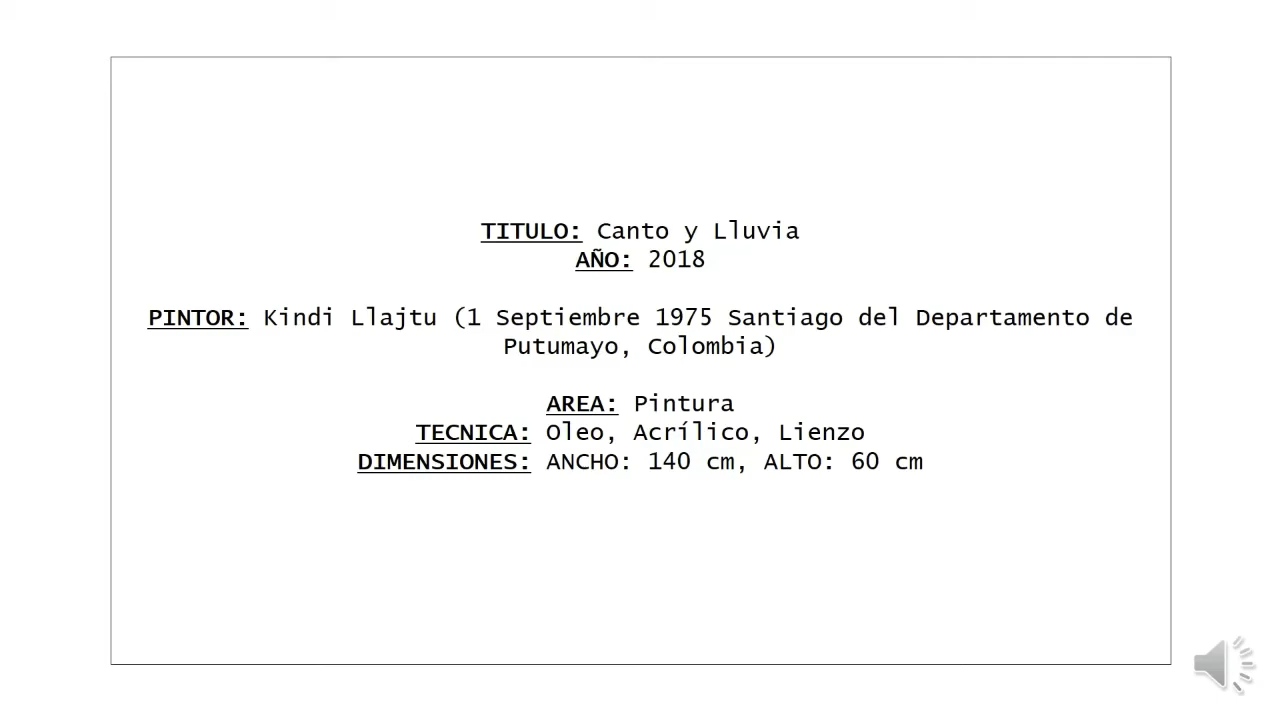 TITULO: Canto y Lluvia
AÑO: 2018
PINTOR: Kindi Llajtu (1 Septiembre 1975 Santiago del Departamento de
Putumayo, Colombia)
AREA: Pintura
TECNICA: Oleo, Acrílico, Lienzo
DIMENSIONES: ANCHO: 140 cm, ALTO: 60 cm